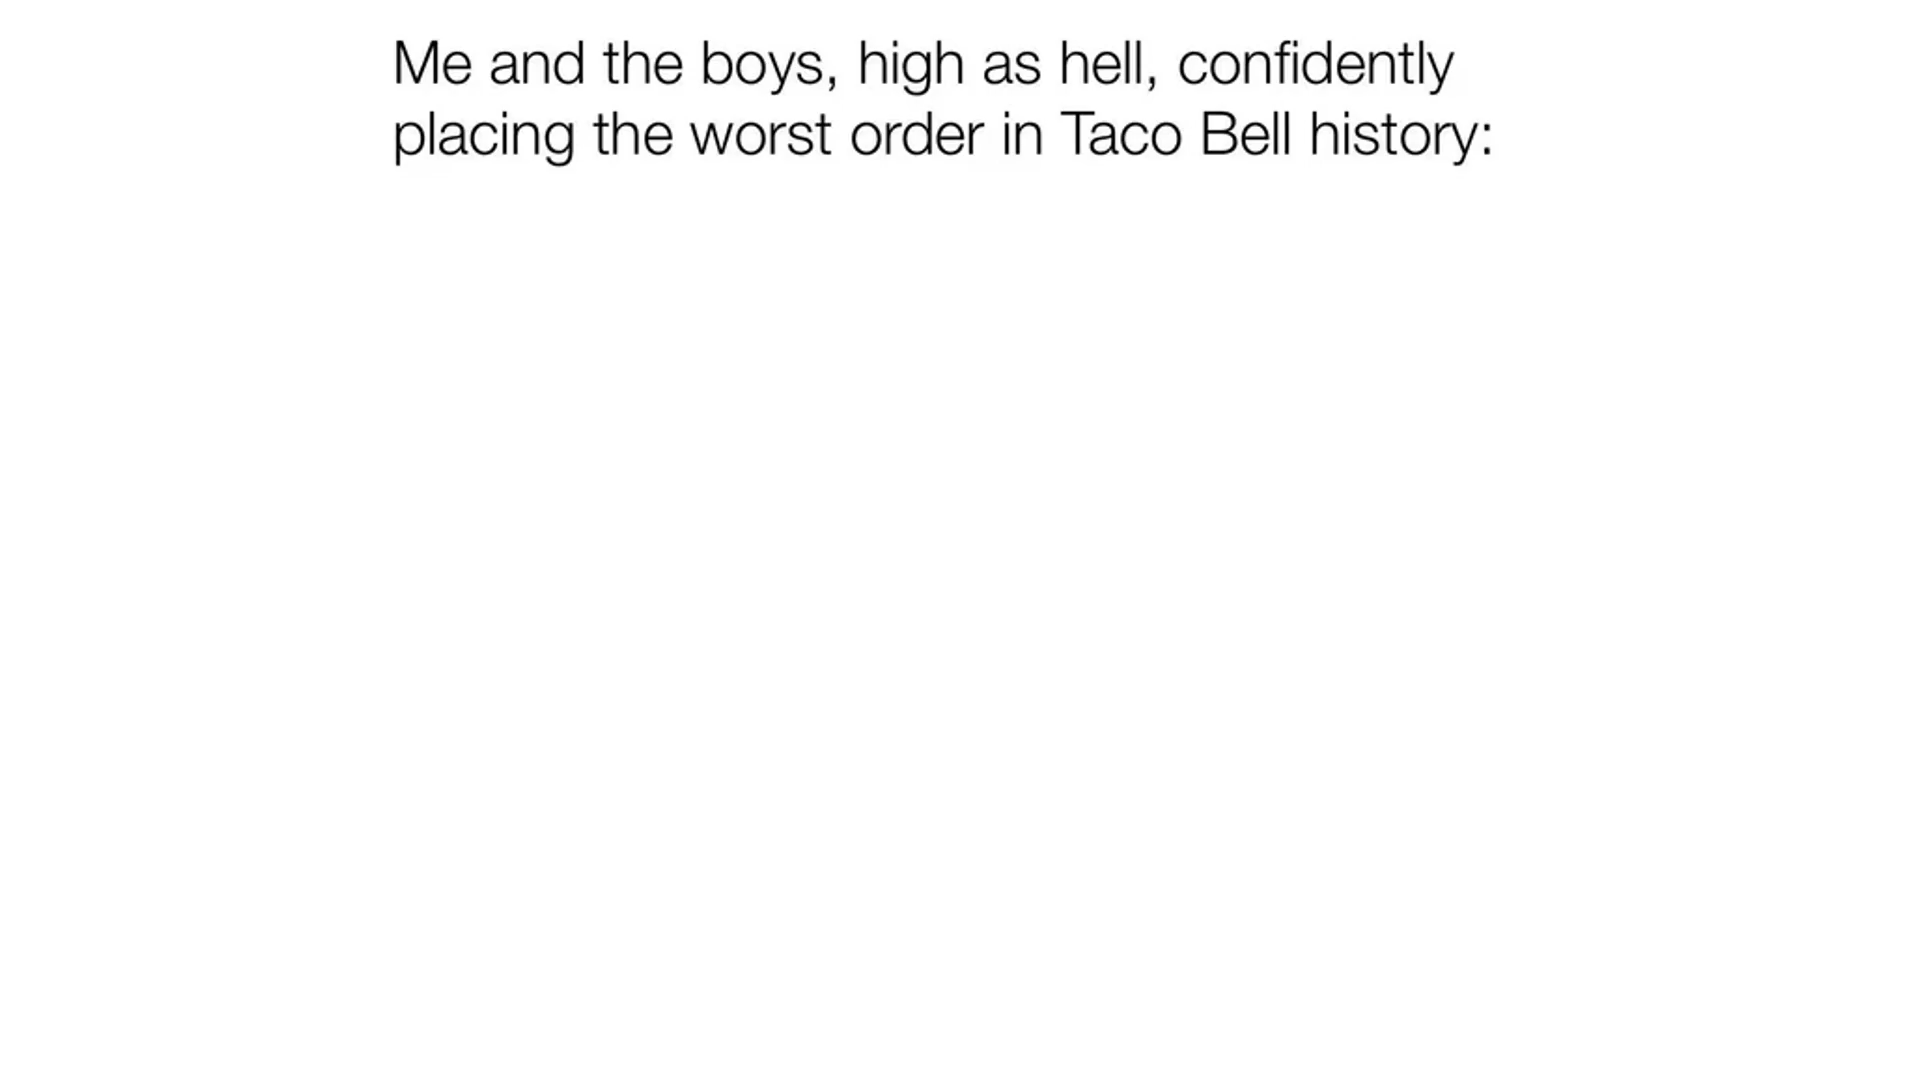 Me and the boys, high as hell, confidently
placing the worst order in Taco Bell history: